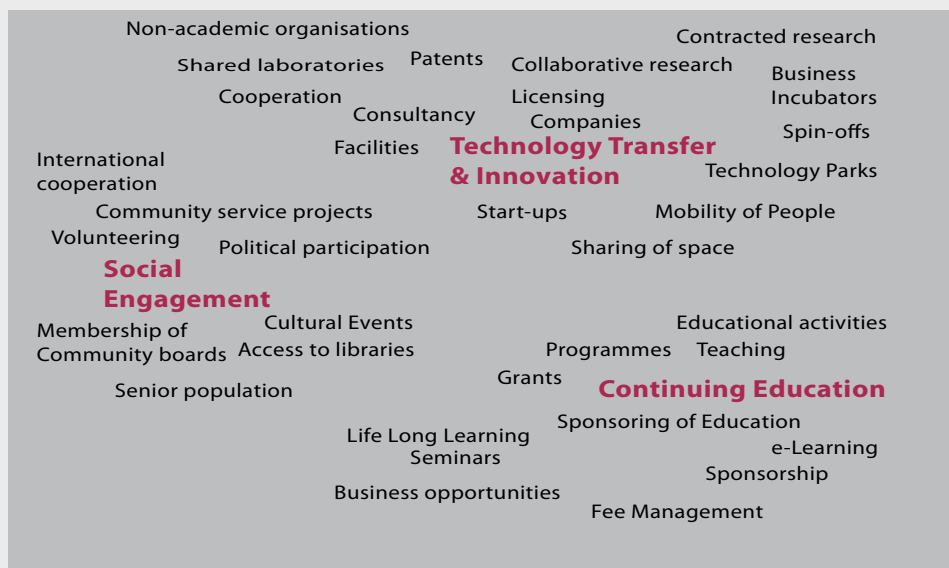 Non-academic organisations
Contracted research
Shared laboratories
Patents
Collaborative research
Business
Incubators
Cooperation
Licensing
Consultancy
Companies
Spin-offs
Facilities
Technology Transfer
& Innovation
International
cooperation
Technology Parks
Community service projects
Start-ups
Mobility of People
Volunteering
Political participation
Sharing of space
Social
Engagement
Cultural Events
Educational activities
Membership of
Community boards
Access to libraries
Programmes
Teaching
Senior population
Grants
Continuing Education
Sponsoring of Education
Life Long Learning
Seminars
e-Learning
Sponsorship
Business opportunities
Fee Management